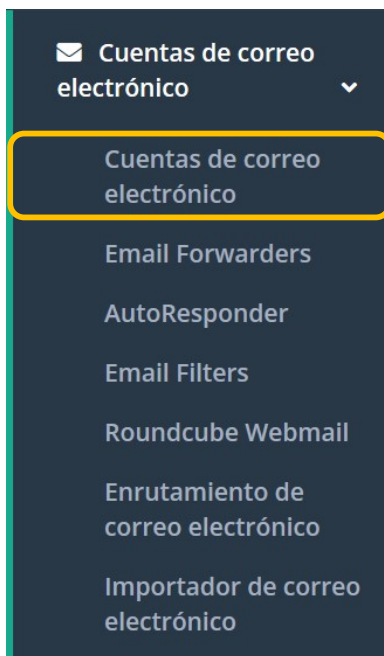 Cuentas de correo
electrónico
Cuentas de correo
electrónico
Email Forwarders
AutoResponder
Email Filters
Roundcube Webmail
Enrutamiento de
correo electrónico
Importador de correo
electrónico